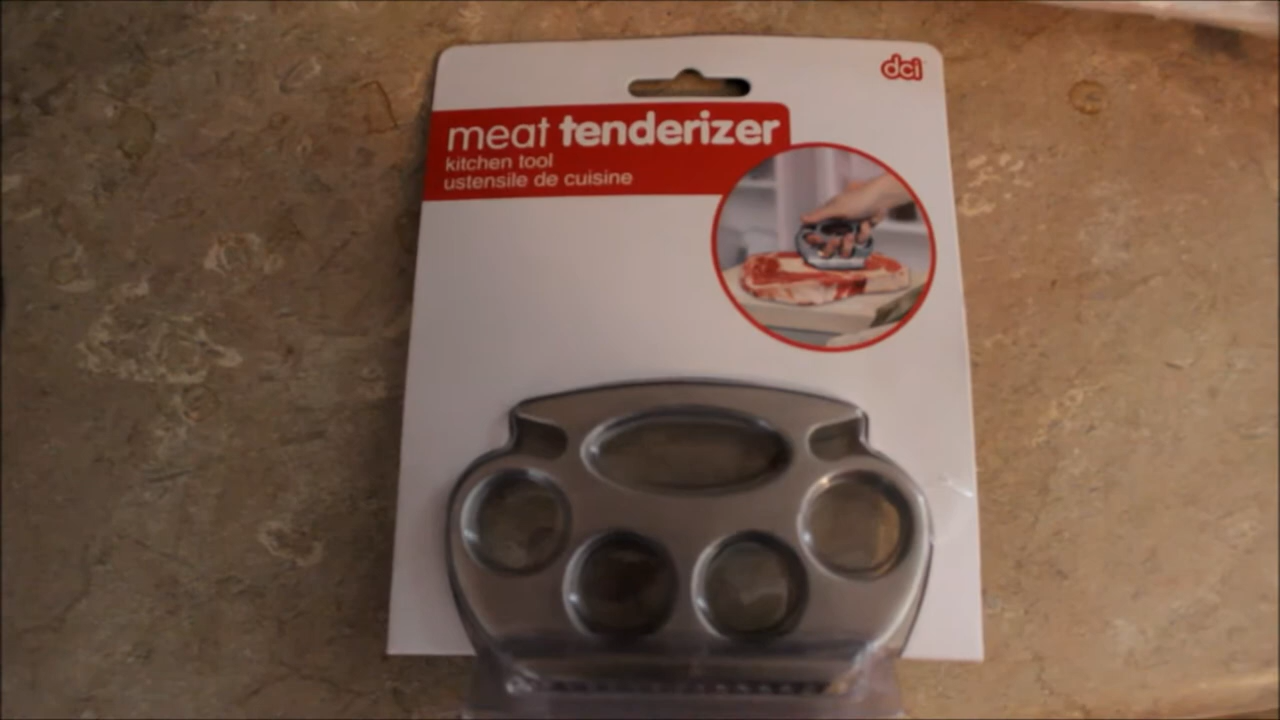 dci
meat tenderizer
kitchen tool
ustensile de cuisine